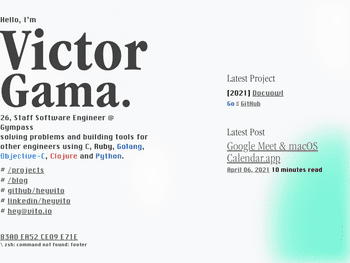 Hello, I'm
Victor
Gama.
26, Staff Software Engineer @
Gympass
solving problems and building tools for
other engineers using C, Ruby, Golang,
Objective-C, Clojure and Python.
# /projects
# /blog
# github/heyvito
# linkedin/heyvito
# hey@vito.io
B3A0 EA52 CE09 E71E
\ zsh: command not found: footer
Latest Project
[2021] Docuowl
Go :: GitHub
Latest Post
Google Meet & macOS
Calendar.app
April 06, 2021 10 minutes read